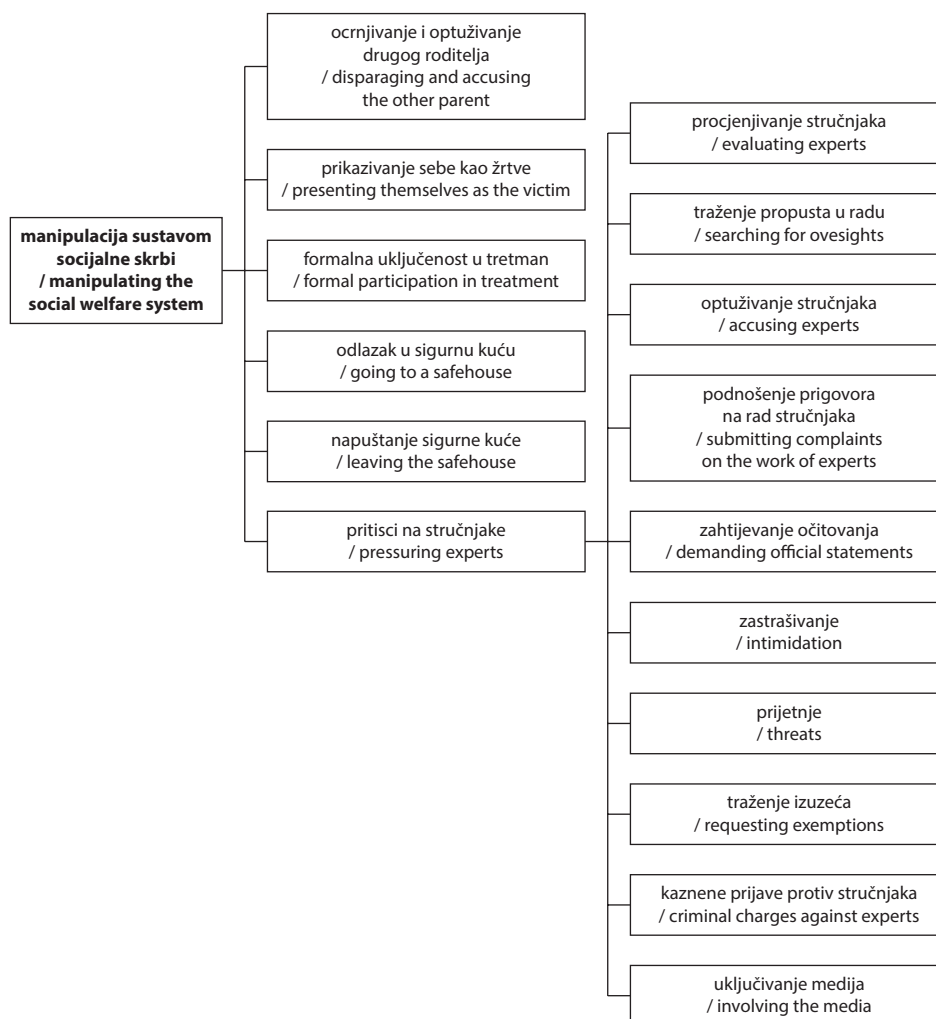 manipulacija sustavom
socijalne skrbi
/ manipulating the
social welfare system
ocrnjivanje i optuživanje
drugog roditelja
/ disparaging and accusing
the other parent
prikazivanje sebe kao žrtve
/ presenting themselves as the victim
formalna uključenost u tretman
/ formal participation in treatment
odlazak u sigurnu kuću
/ going to a safehouse
napuštanje sigurne kuće
/ leaving the safehouse
pritisci na stručnjake
/ pressuring experts
procjenjivanje stručnjaka
/ evaluating experts
traženje propusta u radu
/ searching for ovesights
optuživanje stručnjaka
/ accusing experts
podnošenje prigovora
na rad stručnjaka
/ submitting complaints
on the work of experts
zahtijevanje očitovanja
/ demanding official statements
zastrašivanje
/ intimidation
prijetnje
/ threats
traženje izuzeća
/ requesting exemptions
kaznene prijave protiv stručnjaka
/ criminal charges against experts
uključivanje medija
/ involving the media